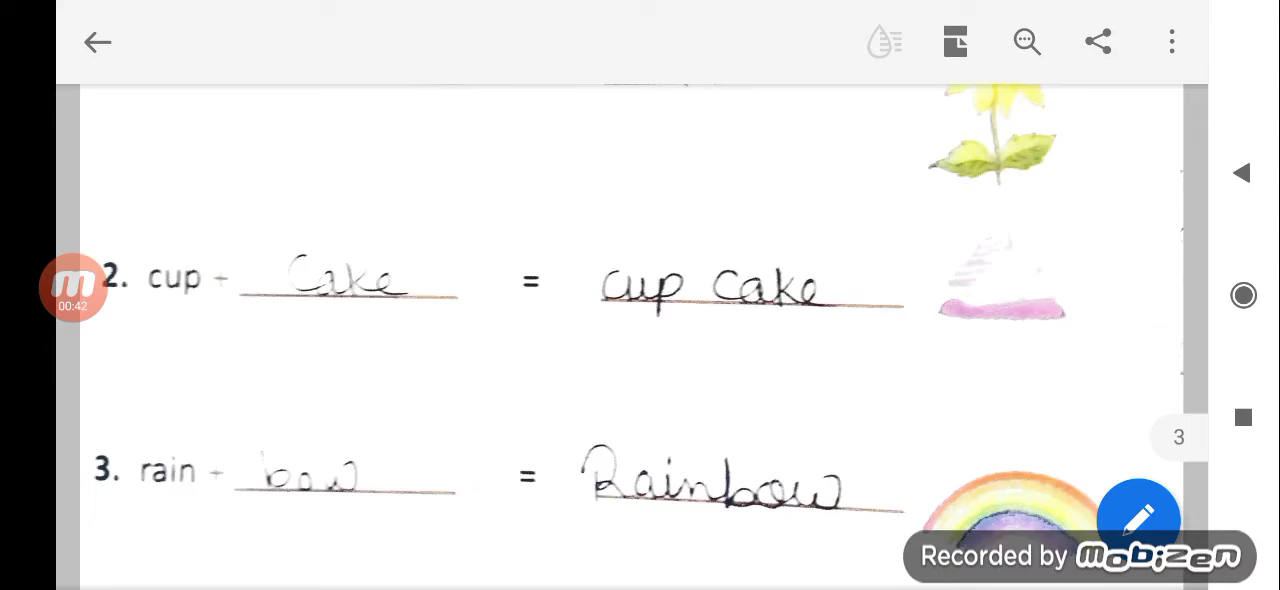 00:42
2. cup + Cake = cup Cake
3
3. rain + bow = Rainbow
Recorded by mobizen